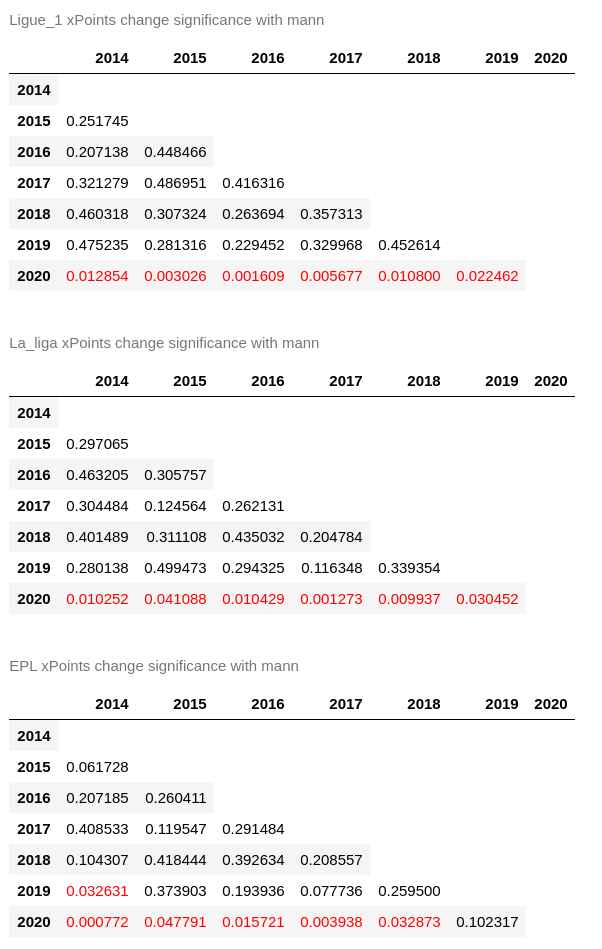 Ligue_1 xPoints change significance with mann
2014 2015 2016 2017 2018 2019 2020
2014
2015 0.251745
2016 0.207138 0.448466
2017 0.321279 0.486951 0.416316
2018 0.460318 0.307324 0.263694 0.357313
2019 0.475235 0.281316 0.229452 0.329968 0.452614
2020 0.012854 0.003026 0.001609 0.005677 0.010800 0.022462
La_liga xPoints change significance with mann
2014 2015 2016 2017 2018 2019 2020
2014
2015 0.297065
2016 0.463205 0.305757
2017 0.304484 0.124564 0.262131
2018 0.401489 0.311108 0.435032 0.204784
2019 0.280138 0.499473 0.294325 0.116348 0.339354
2020 0.010252 0.041088 0.010429 0.001273 0.009937 0.030452
EPL xPoints change significance with mann
2014 2015 2016 2017 2018 2019 2020
2014
2015 0.061728
2016 0.207185 0.260411
2017 0.408533 0.119547 0.291484
2018 0.104307 0.418444 0.392634 0.208557
2019 0.032631 0.373903 0.193936 0.077736 0.259500
2020 0.000772 0.047791 0.015721 0.003938 0.032873 0.102317